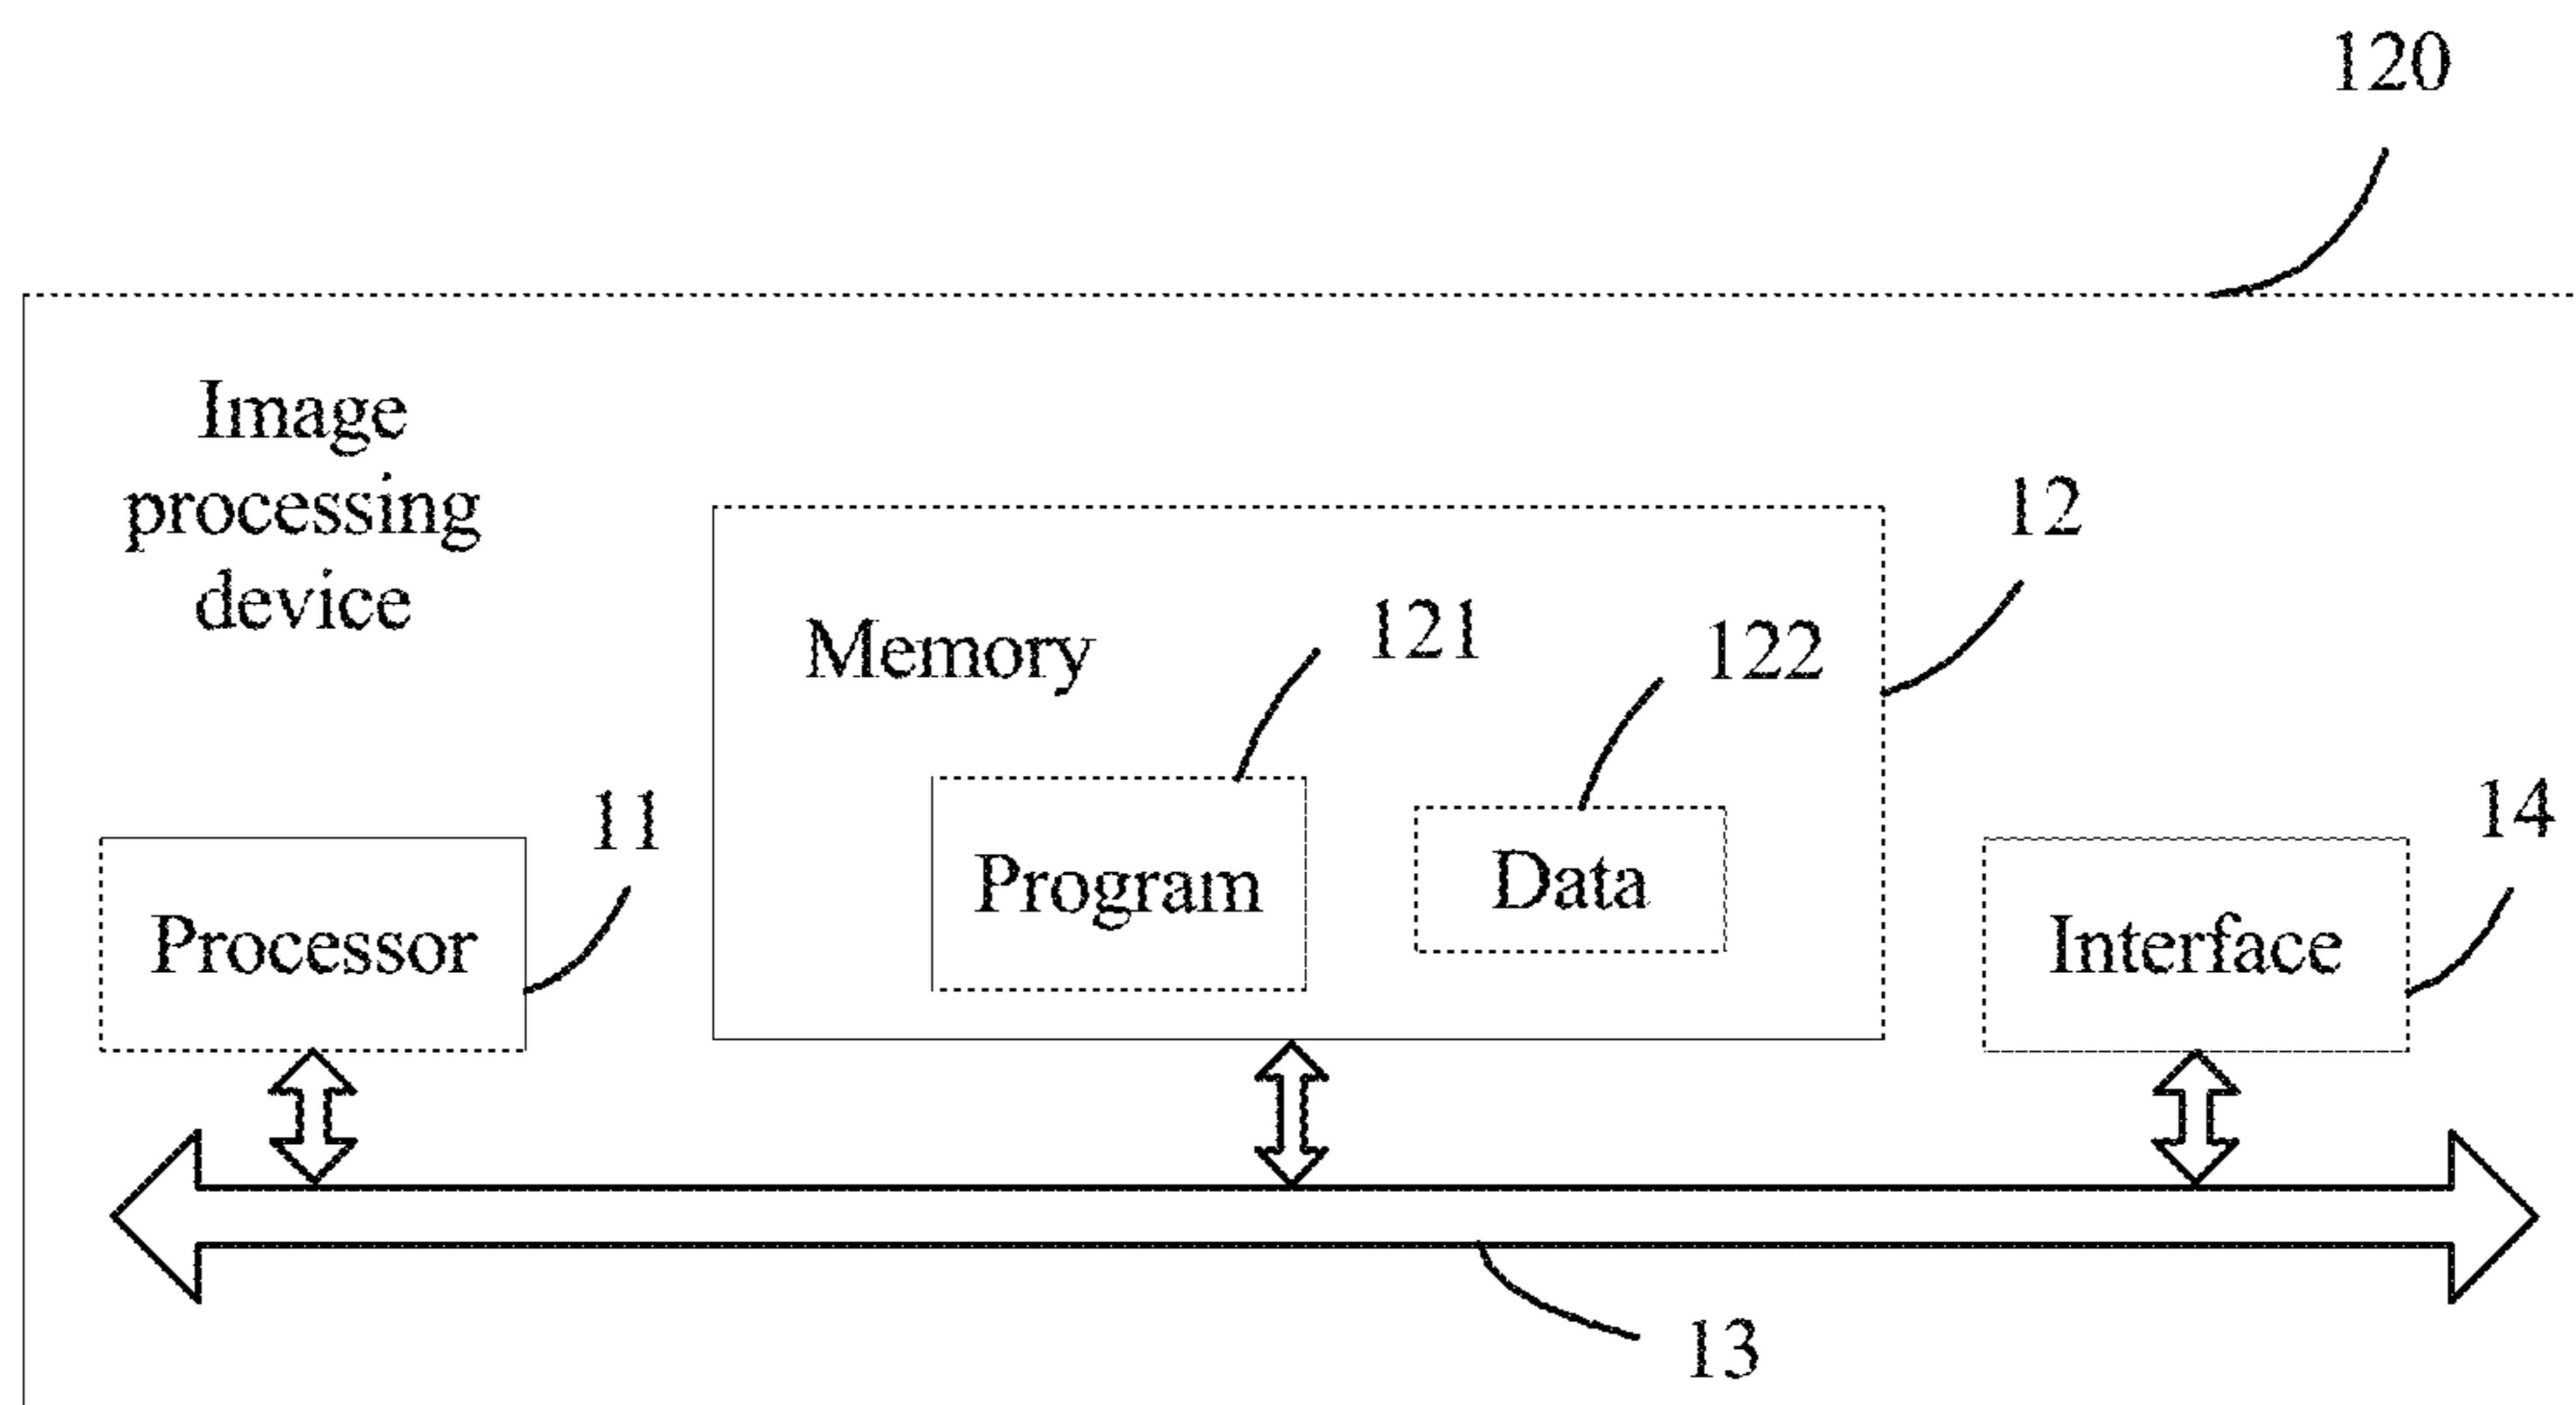 120
Image
processing
device
12
Memory
121
122
11
14
Program
Data
Processor
Interface
13